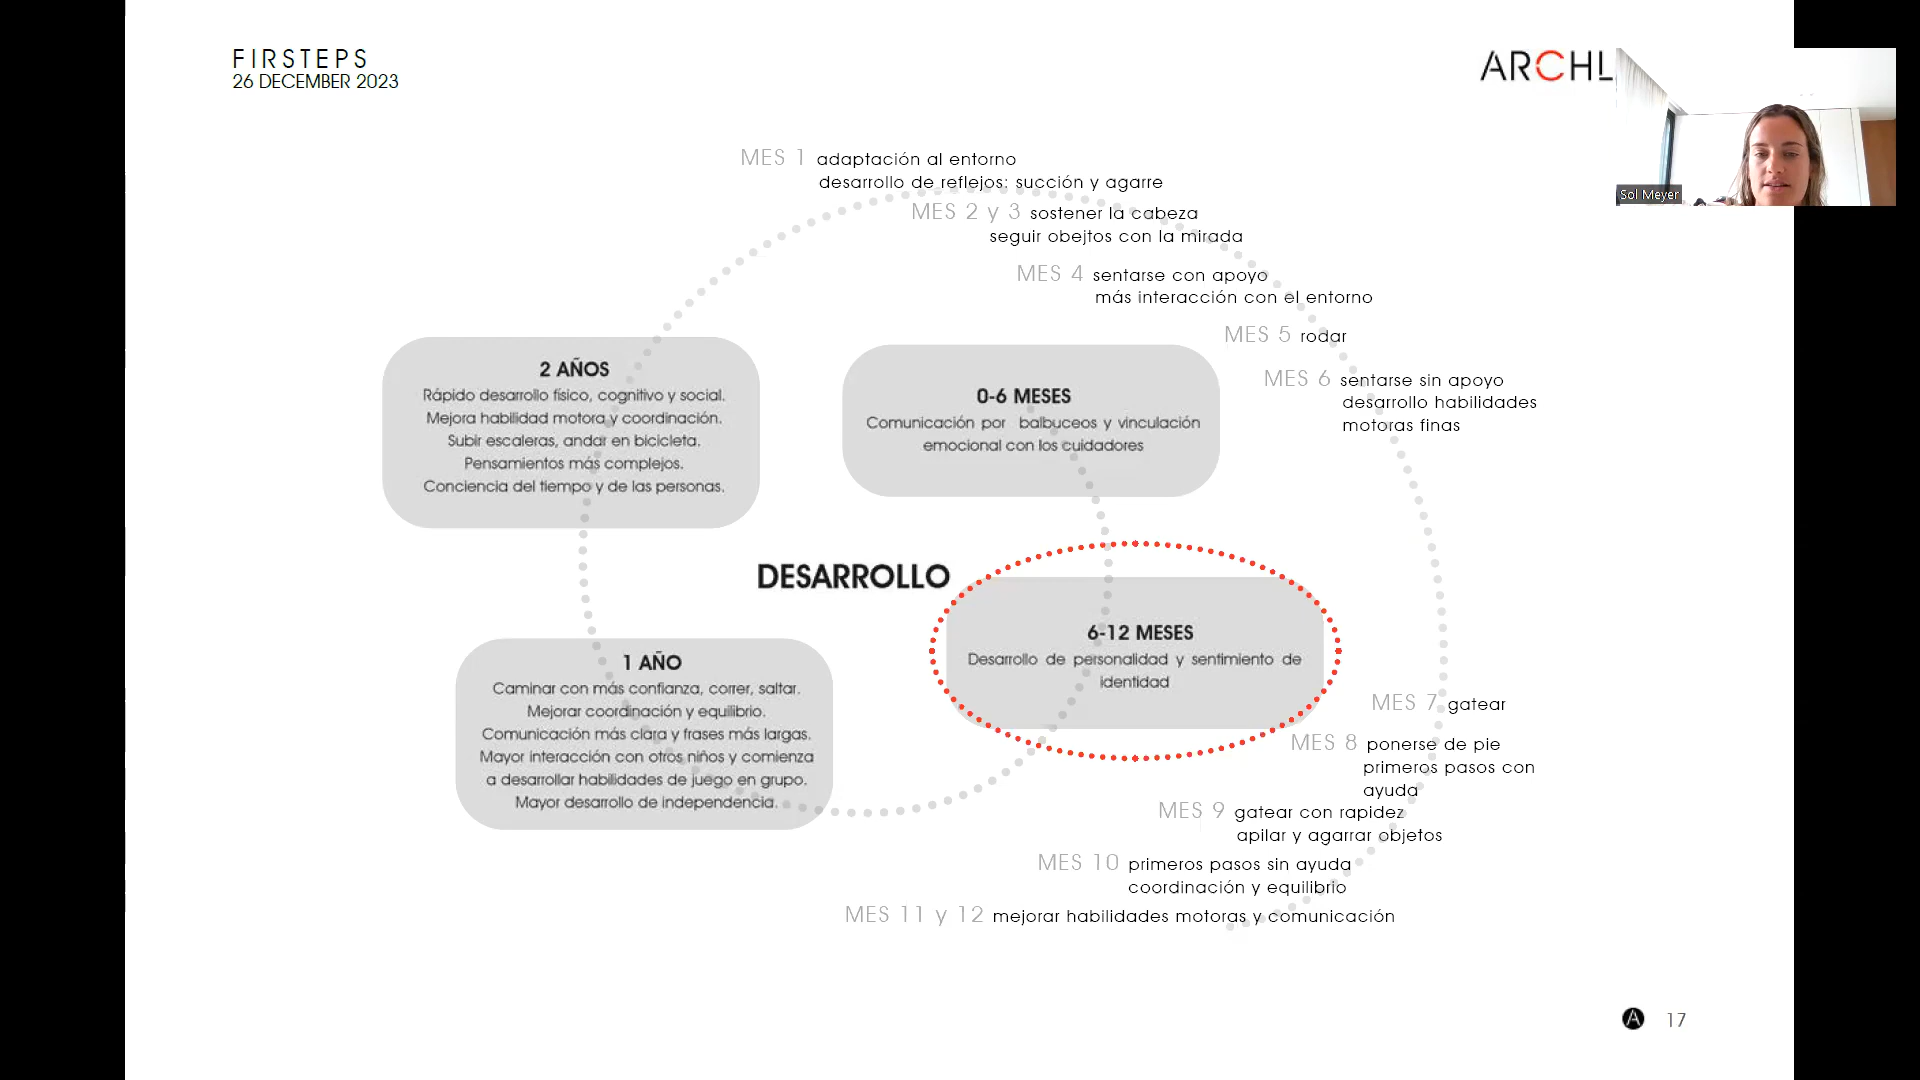 FIRSTEPS
26 DECEMBER 2023
ARCHL
Sol Meyer
MES 1 adaptación al entorno
desarrollo de reflejos: succión y agarre
MES 2 y 3 sostener la cabeza
seguir obejtos con la mirada
MES 4 sentarse con apoyo
más interacción con el entorno
MES 5 rodar
MES 6 sentarse sin apoyo
desarrollo habilidades
motoras finas
2 AÑOS
Rápido desarrollo físico, cognitivo y social.
Mejora habilidad motora y coordinación.
Subir escaleras, andar en bicicleta.
Pensamientos más complejos.
Conciencia del tiempo y de las personas.
0-6 MESES
Comunicación por balbuceos y vinculación
emocional con los cuidadores
DESARROLLO
6-12 MESES
Desarrollo de personalidad y sentimiento de
identidad
1 AÑO
Caminar con más confianza, correr, saltar.
Mejorar coordinación y equilibrio.
Comunicación más clara y frases más largas.
Mayor interacción con otros niños y comienza
a desarrollar habilidades de juego en grupo.
Mayor desarrollo de independencia.
MES 7 gatear
MES 8 ponerse de pie
primeros pasos con
ayuda
MES 9 gatear con rapidez
apilar y agarrar objetos
MES 10 primeros pasos sin ayuda
coordinación y equilibrio
MES 11 y 12 mejorar habilidades motoras y comunicación
A 17